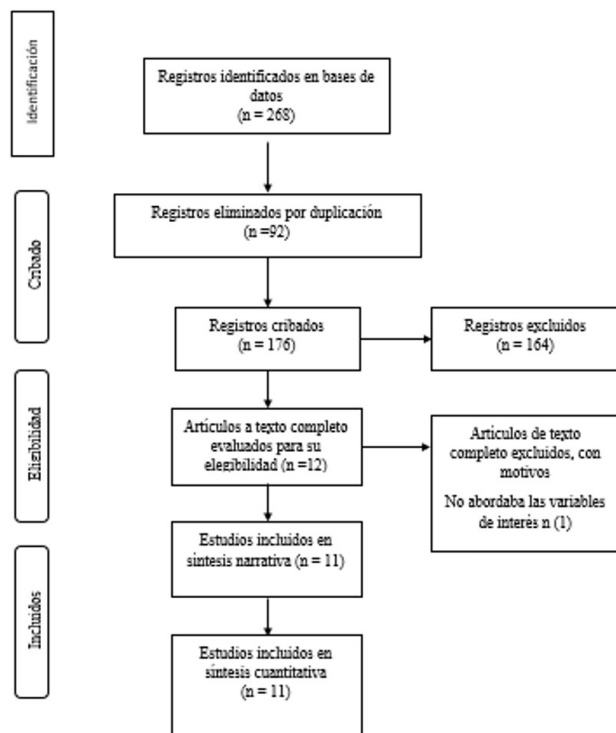 Identificación
Registros identificados en bases de
datos
(n = 268)
Cribado
Registros eliminados por duplicación
(n =92)
Registros cribados
(n = 176)
Registros excluidos
(n = 164)
Eligibilidad
Artículos a texto completo
evaluados para su
elegibilidad (n =12)
Artículos de texto
completo excluidos, con
motivos
No abordaba las variables
de interés n (1)
Estudios incluidos en
síntesis narrativa (n = 11)
Incluidos
Estudios incluidos en
síntesis cuantitativa
(n = 11)